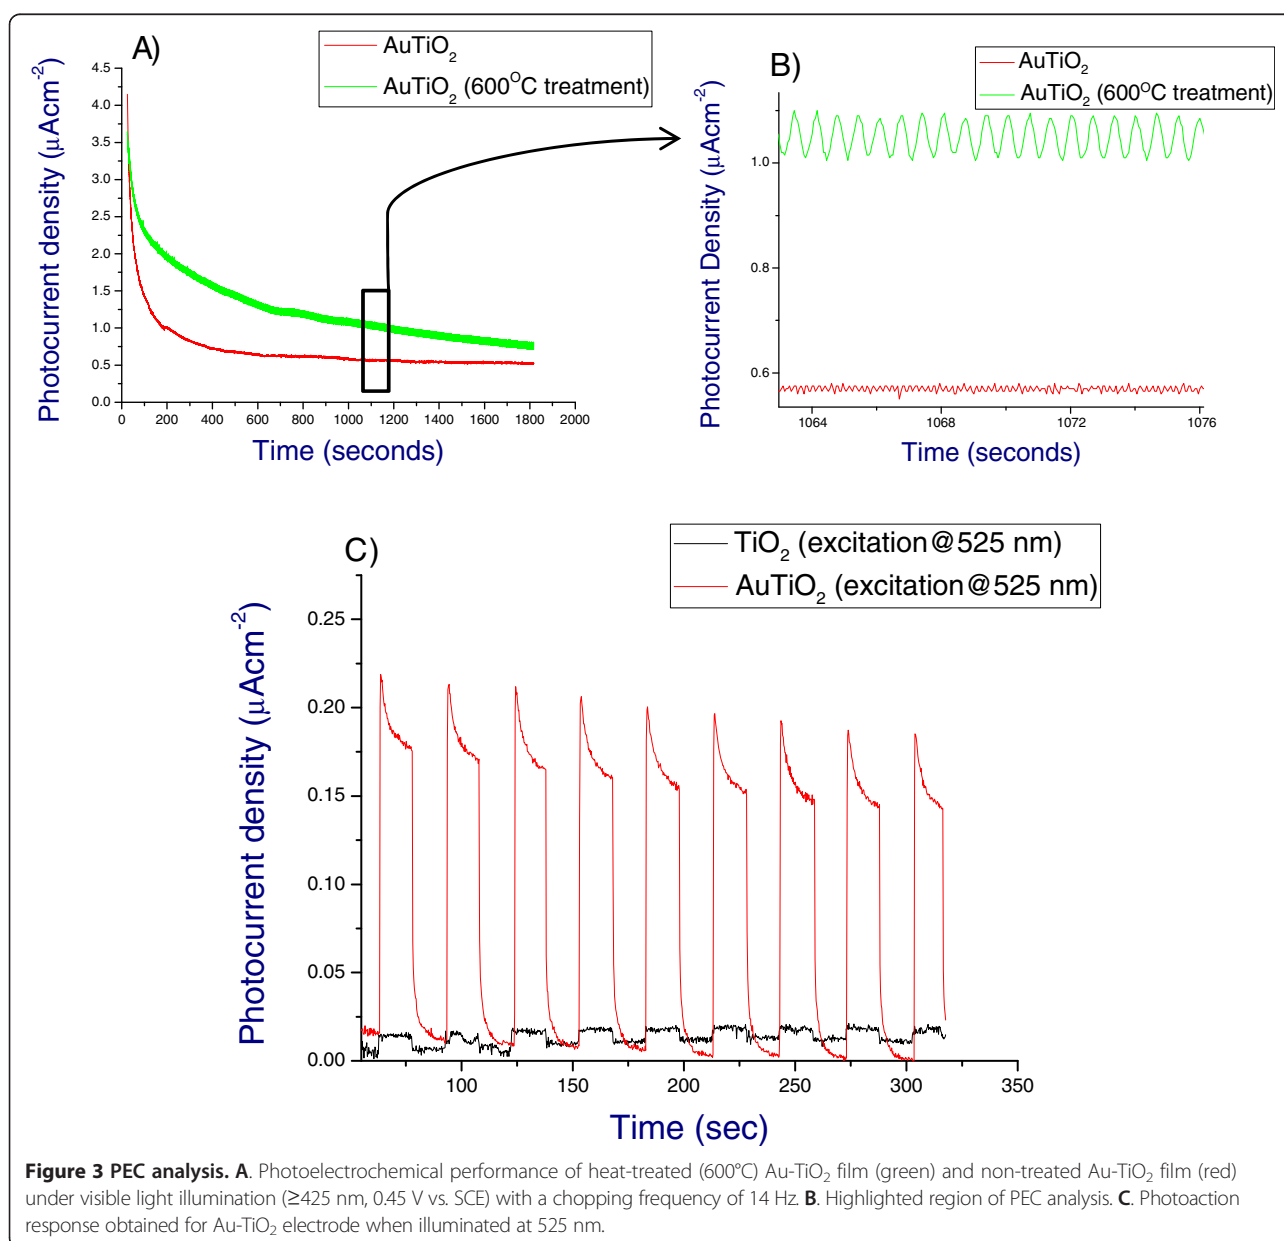 A)
AuTiO₂
AuTiO₂ (600⁰C treatment)
Photocurrent density (μAcm⁻²)
4.5
4.0
3.5
3.0
2.5
2.0
1.5
1.0
0.5
0.0
0 200 400 600 800 1000 1200 1400 1600 1800 2000
Time (seconds)
B)
AuTiO₂
AuTiO₂ (600⁰C treatment)
Photocurrent Density (μAcm⁻²)
1.0
0.8
0.6
1064 1068 1072 1076
Time (seconds)
C)
TiO₂ (excitation@525 nm)
AuTiO₂ (excitation@525 nm)
Photocurrent density (μAcm⁻²)
0.25
0.20
0.15
0.10
0.05
0.00
100 150 200 250 300 350
Time (sec)
Figure 3 PEC analysis. A. Photoelectrochemical performance of heat-treated (600°C) Au-TiO₂ film (green) and non-treated Au-TiO₂ film (red)
under visible light illumination (≥425 nm, 0.45 V vs. SCE) with a chopping frequency of 14 Hz. B. Highlighted region of PEC analysis. C. Photoaction
response obtained for Au-TiO₂ electrode when illuminated at 525 nm.